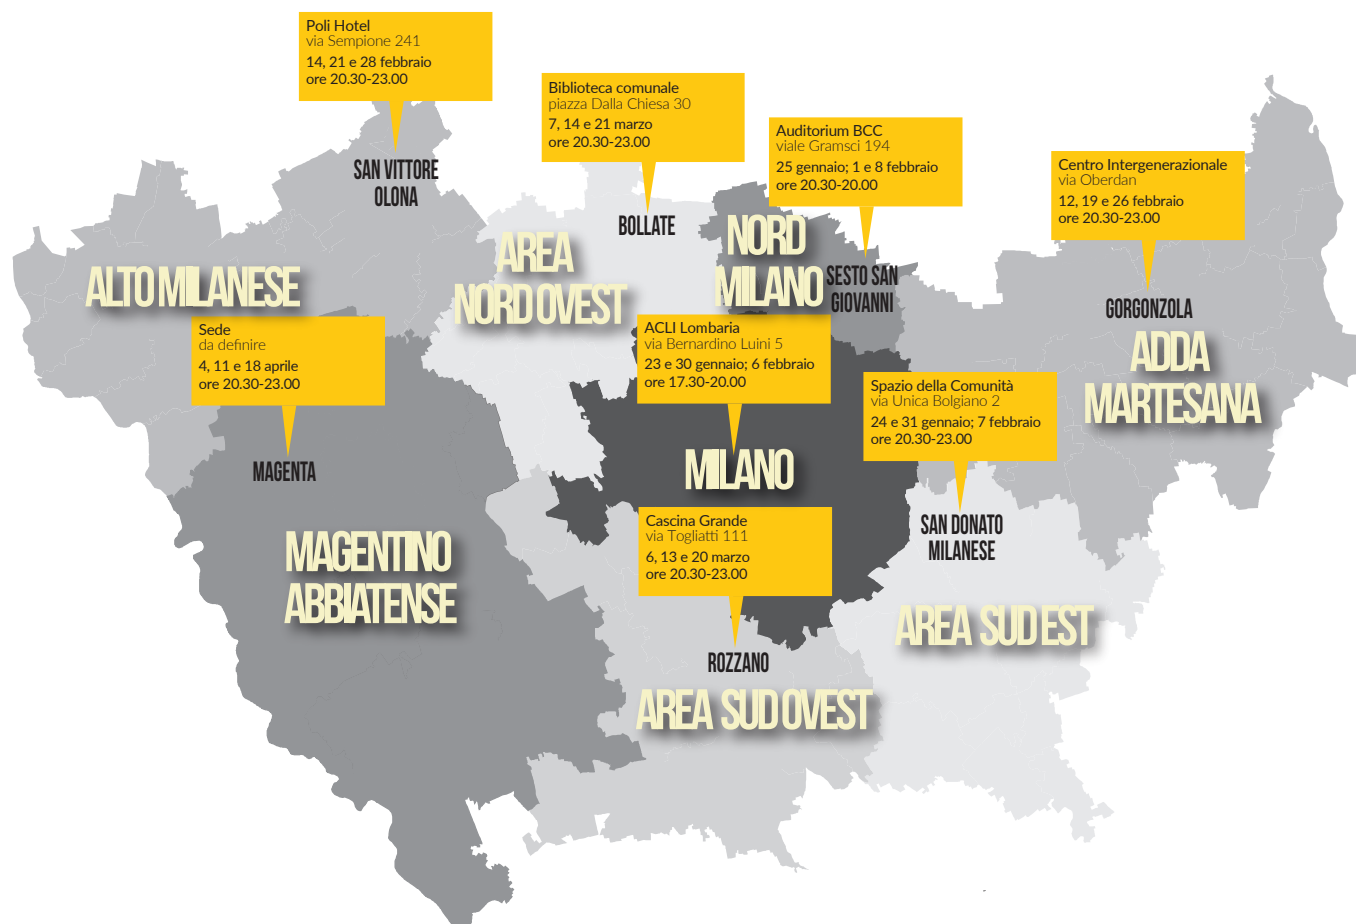 Poli Hotel
via Sempione 241
14, 21 e 28 febbraio
ore 20.30-23.00
SAN VITTORE
OLONA
Biblioteca comunale
piazza Dalla Chiesa 30
7, 14 e 21 marzo
ore 20.30-23.00
BOLLATE
Auditorium BCC
viale Gramsci 194
25 gennaio; 1 e 8 febbraio
ore 20.30-20.00
SESTO SAN
GIOVANNI
Centro Intergenerazionale
via Oberdan
12, 19 e 26 febbraio
ore 20.30-23.00
GORGONZOLA
ALTO MILANESE
AREA
NORD OVEST
NORD
MILANO
ADDA
MARTESANA
Sede
da definire
4, 11 e 18 aprile
ore 20.30-23.00
MAGENTA
ACLI Lombaria
via Bernardino Luini 5
23 e 30 gennaio; 6 febbraio
ore 17.30-20.00
MILANO
Spazio della Comunità
via Unica Bolgiano 2
24 e 31 gennaio; 7 febbraio
ore 20.30-23.00
SAN DONATO
MILANESE
MAGENTINO
ABBIATENSE
Cascina Grande
via Togliatti 111
6, 13 e 20 marzo
ore 20.30-23.00
ROZZANO
AREA SUD OVEST
AREA SUD EST